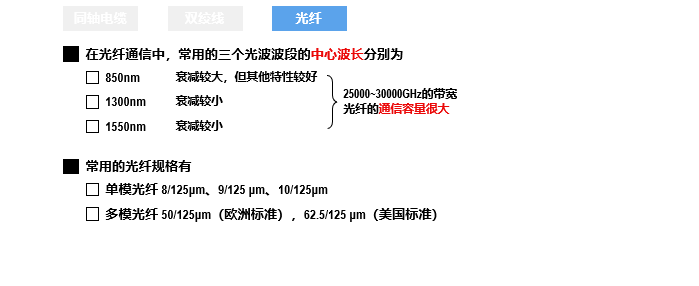 同轴电缆 双绞线 光纤
在光纤通信中，常用的三个光波波段的中心波长分别为
850nm 衰减较大，但其他特性较好
1300nm 衰减较小
1550nm 衰减较小
25000~30000GHz的带宽
光纤的通信容量很大
常用的光纤规格有
单模光纤 8/125μm、9/125 μm、10/125μm
多模光纤 50/125μm（欧洲标准），62.5/125 μm（美国标准）